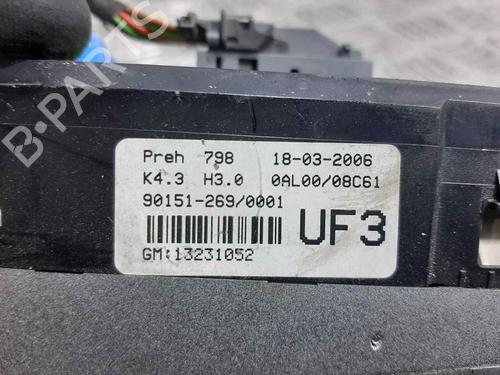 B-PARTS
Preh 798 18-03-2006
K4.3 H3.0 0AL00/08C61
90151-269/0001
UF3
GM:13231052